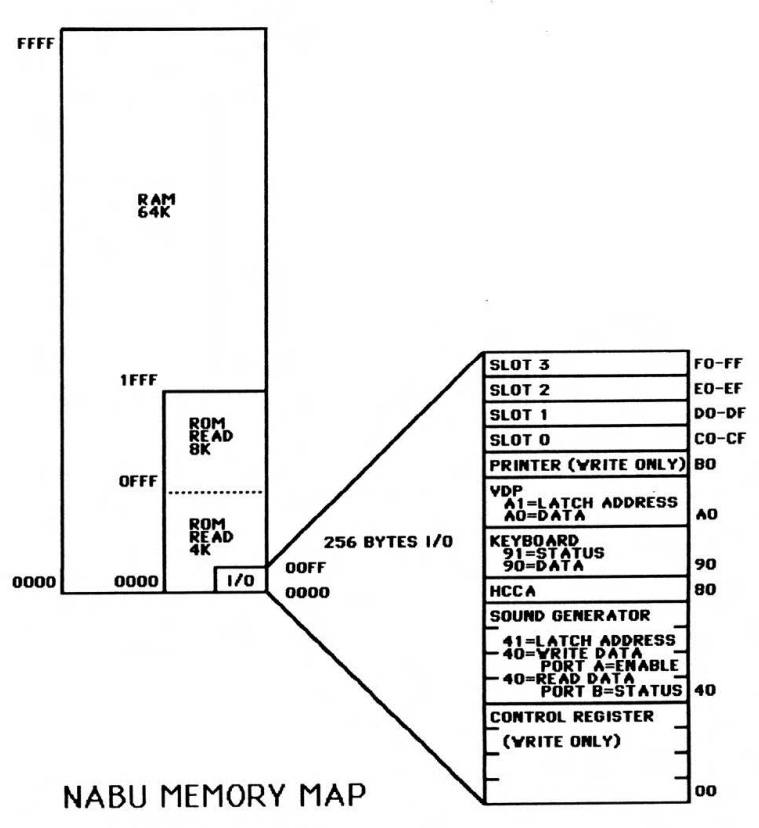 FFFF
RAM
64K
1FFF
ROM
READ
8K
0FFF
ROM
READ
4K
0000
0000
I/O
00FF
0000
256 BYTES I/O
SLOT 3 F0-FF
SLOT 2 E0-EF
SLOT 1 D0-DF
SLOT 0 C0-CF
PRINTER (WRITE ONLY) B0
VDP
A1=LATCH ADDRESS
A0=DATA A0
KEYBOARD
91=STATUS
90=DATA 90
HCCA 80
SOUND GENERATOR
41=LATCH ADDRESS
40=WRITE DATA
PORT A=ENABLE
40=READ DATA
PORT B=STATUS 40
CONTROL REGISTER
(WRITE ONLY)
00
NABU MEMORY MAP